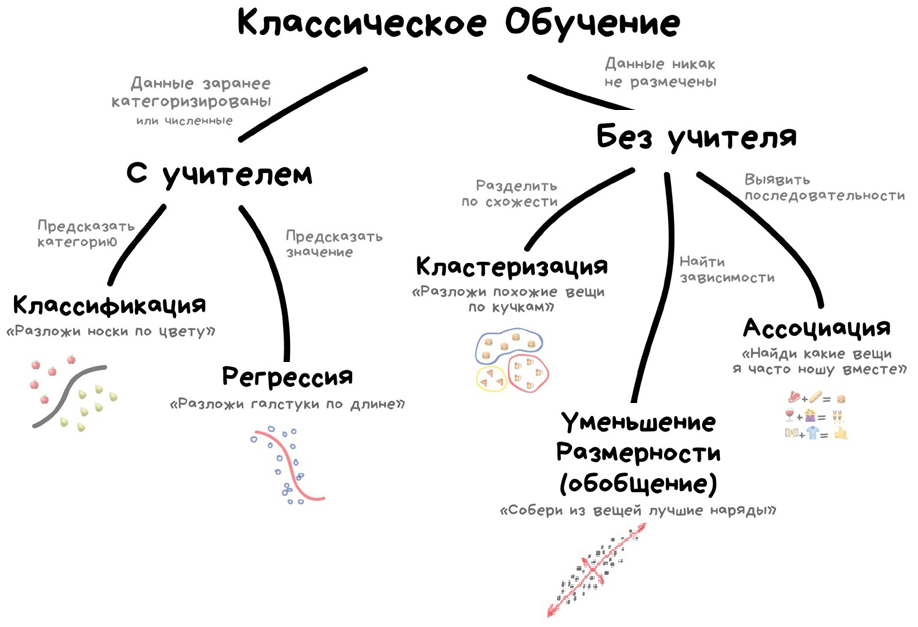 Классическое Обучение
Данные заранее
категоризированы
или численные
Данные никак
не размечены
С учителем
Без учителя
Предсказать
категорию
Предсказать
значение
Разделить
по схожести
Найти
зависимости
Выявить
последовательности
Классификация
«Разложи носки по цвету»
Регрессия
«Разложи галстуки по длине»
Кластеризация
«Разложи похожие вещи
по кучкам»
Уменьшение
Размерности
(обобщение)
«Собери из вещей лучшие наряды»
Ассоциация
«Найди какие вещи
я часто ношу вместе»